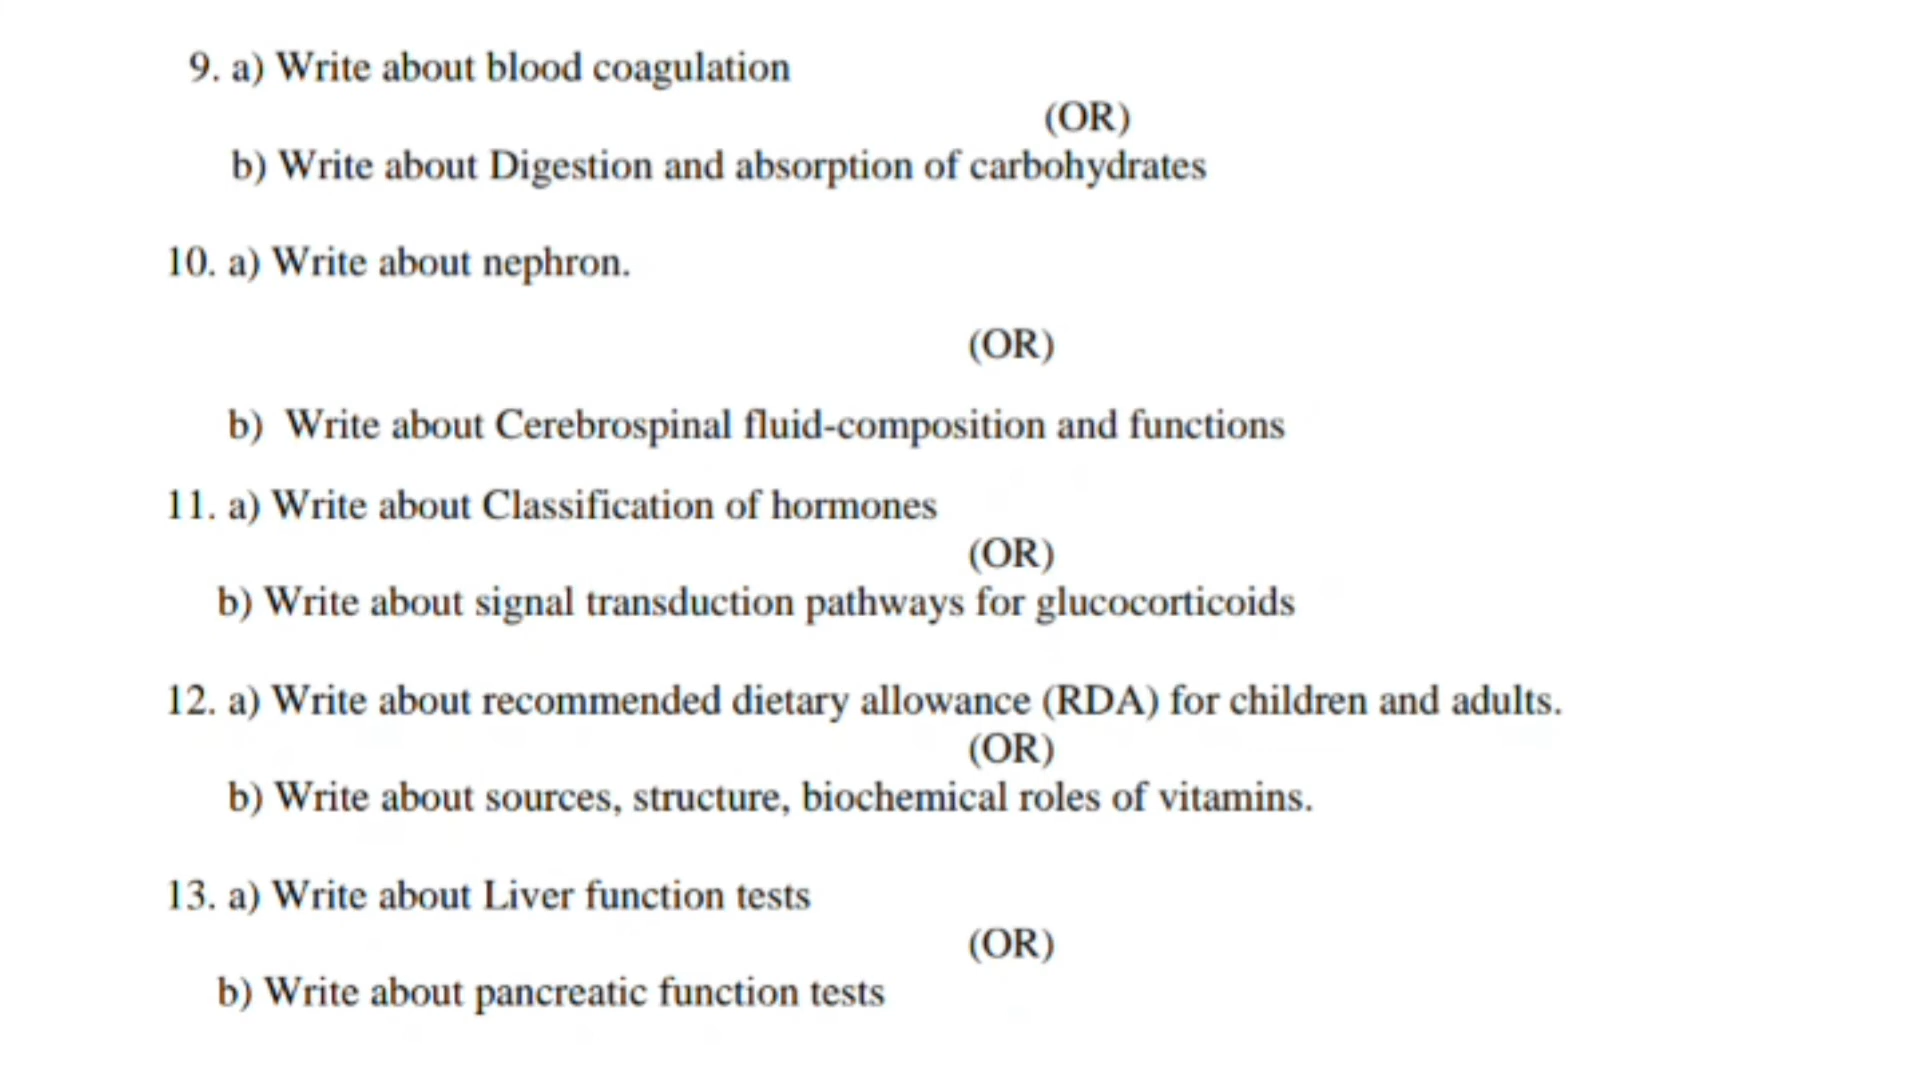 9. a) Write about blood coagulation
(OR)
b) Write about Digestion and absorption of carbohydrates
10. a) Write about nephron.
(OR)
b) Write about Cerebrospinal fluid-composition and functions
11. a) Write about Classification of hormones
(OR)
b) Write about signal transduction pathways for glucocorticoids
12. a) Write about recommended dietary allowance (RDA) for children and adults.
(OR)
b) Write about sources, structure, biochemical roles of vitamins.
13. a) Write about Liver function tests
(OR)
b) Write about pancreatic function tests